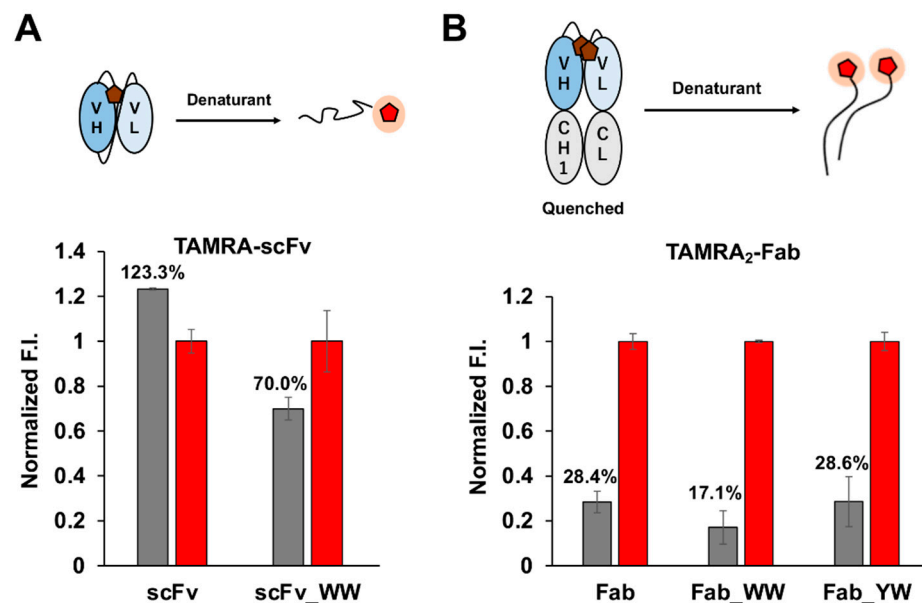 A
V
H
V
L
Denaturant
TAMRA-scFv
Normalized F.I.
1.4
1.2
1
0.8
0.6
0.4
0.2
0
123.3%
70.0%
scFv
scFv_WW
B
V
H
V
L
C
H
1
C
L
Quenched
Denaturant
TAMRA₂-Fab
Normalized F.I.
1.2
1
0.8
0.6
0.4
0.2
0
28.4%
17.1%
28.6%
Fab
Fab_WW
Fab_YW